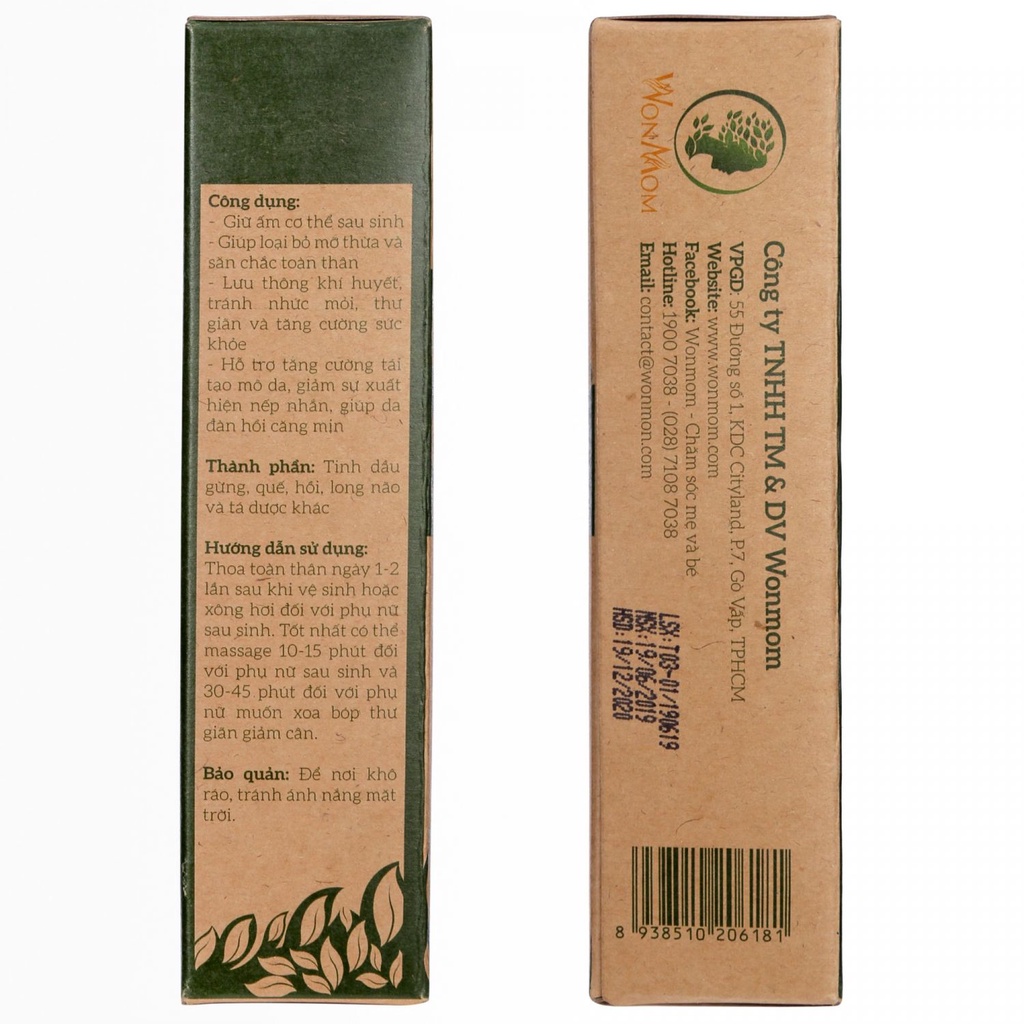 Công dụng:
- Giữ ấm cơ thể sau sinh
- Giúp loại bỏ mỡ thừa và
săn chắc toàn thân
- Lưu thông khí huyết,
tránh nhức mỏi, thư
giãn và tăng cường sức
khỏe
- Hỗ trợ tăng cường tái
tạo mô da, giảm sự xuất
hiện nếp nhăn, giúp da
đàn hồi căng mịn
Thành phần: Tinh dầu
gừng, quế, hồi, long não
và tá dược khác
Hướng dẫn sử dụng:
Thoa toàn thân ngày 1-2
lần sau khi vệ sinh hoặc
xông hơi đối với phụ nữ
sau sinh. Tốt nhất có thể
massage 10-15 phút đối
với phụ nữ sau sinh và
30-45 phút đối với phụ
nữ muốn xoa bóp thư
giãn giảm cân.
Bảo quản: Để nơi khô
ráo, tránh ánh nắng mặt
trời.
WONMOM
Công ty TNHH TM & DV Wonmom
VPGD: 55 Đường số 1, KDC Cityland, P.7, Gò Vấp, TPHCM
Website: www.wonmom.com
Facebook: Wonmom - Chăm sóc mẹ và bé
Hotline: 1900 7038 - (028) 7108 7038
Email: contact@wonmon.com
LSX: T03-01/190619
NSX: 19/06/2019
HSD: 19/12/2020
8 938510 206181